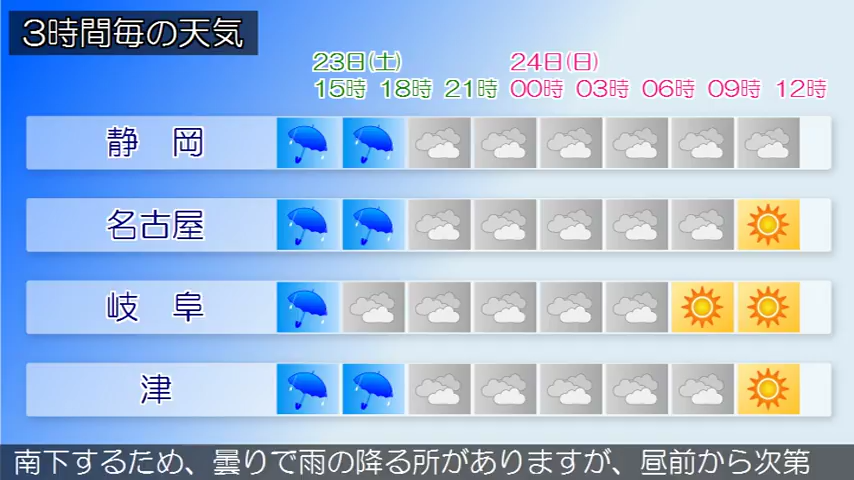 3時間毎の天気
23日(土) 24日(日)
15時 18時 21時 00時 03時 06時 09時 12時
静 岡
名古屋
岐 阜
津
南下するため、曇りで雨の降る所がありますが、昼前から次第